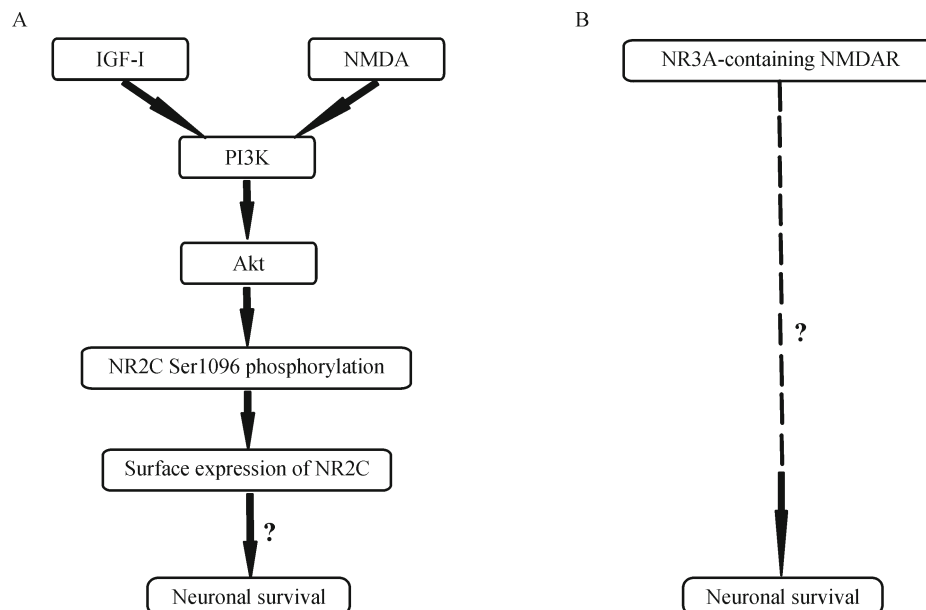 A
IGF-I
NMDA
PI3K
Akt
NR2C Ser1096 phosphorylation
Surface expression of NR2C
?
Neuronal survival
B
NR3A-containing NMDAR
?
Neuronal survival